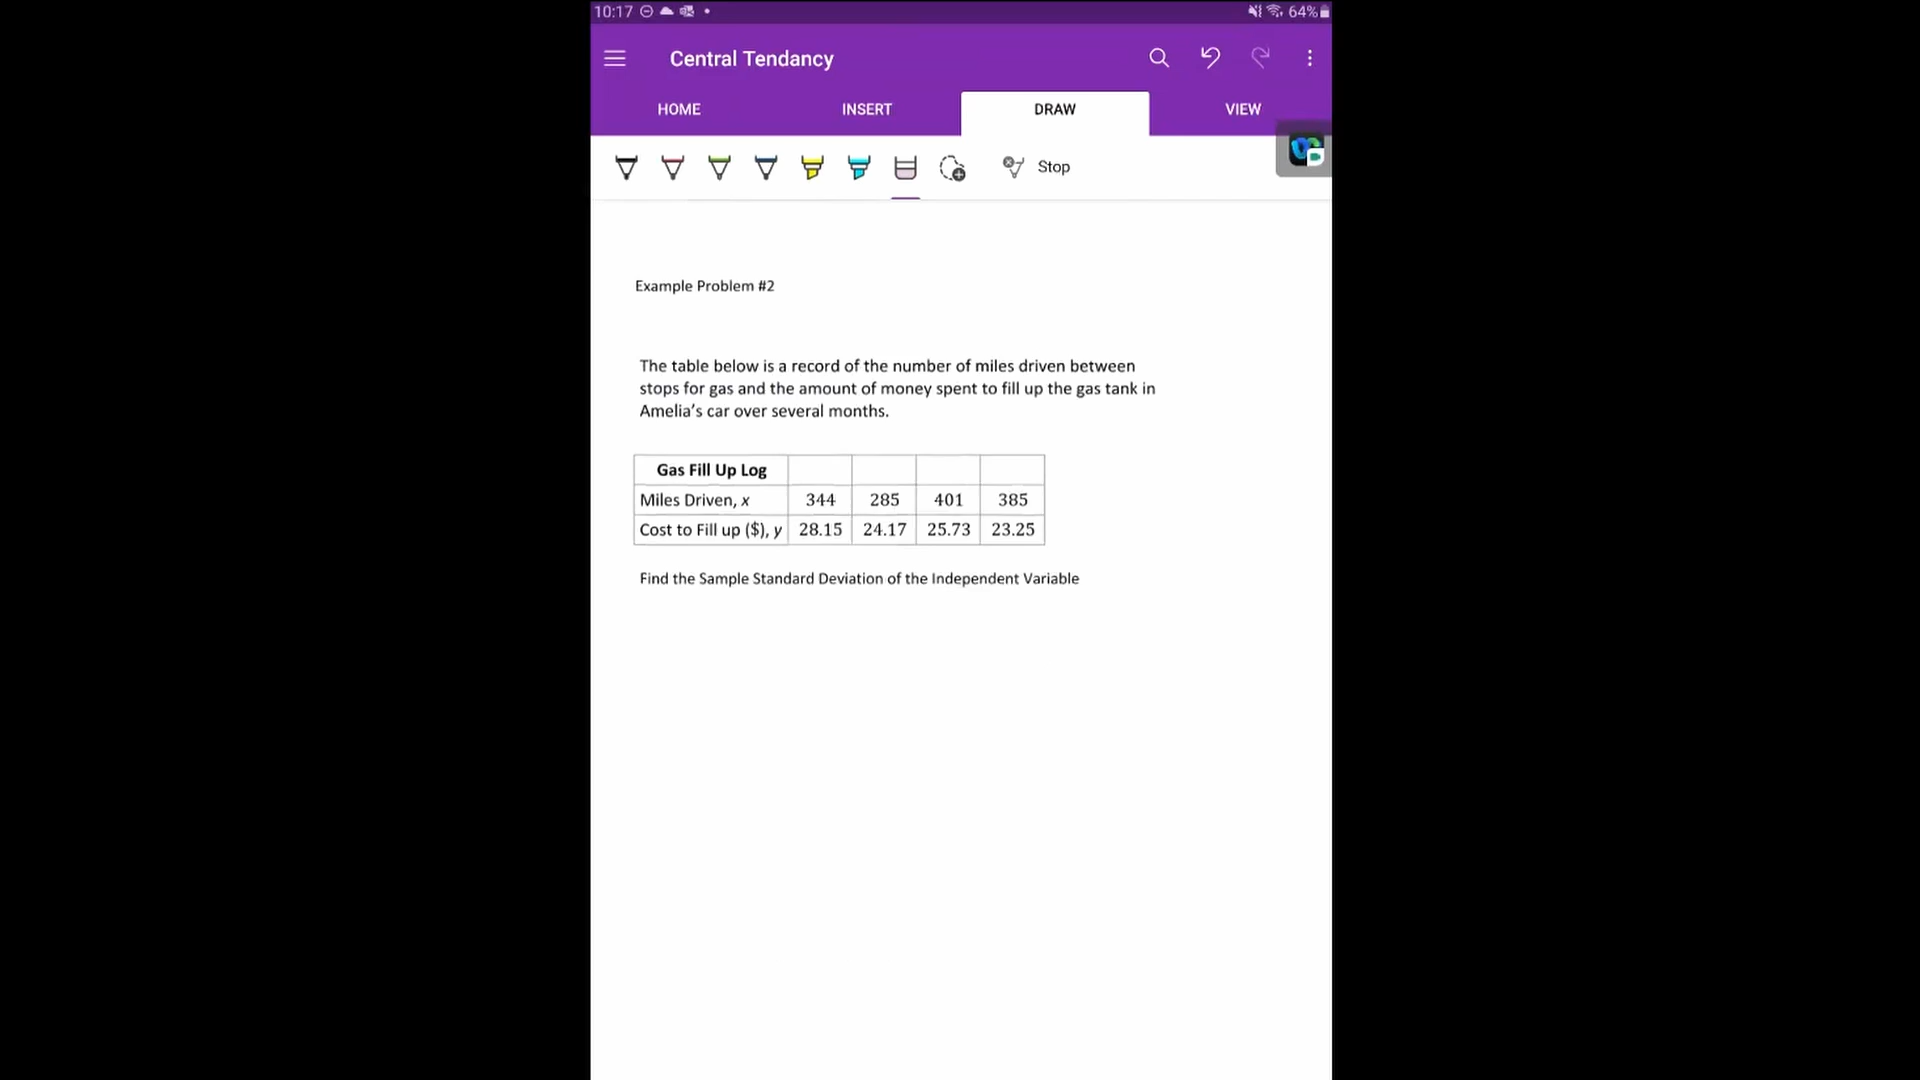 10:17
64%
Central Tendancy
HOME INSERT DRAW VIEW
Stop
Example Problem #2
The table below is a record of the number of miles driven between
stops for gas and the amount of money spent to fill up the gas tank in
Amelia's car over several months.
Gas Fill Up Log
Miles Driven, x 344 285 401 385
Cost to Fill up ($), y 28.15 24.17 25.73 23.25
Find the Sample Standard Deviation of the Independent Variable